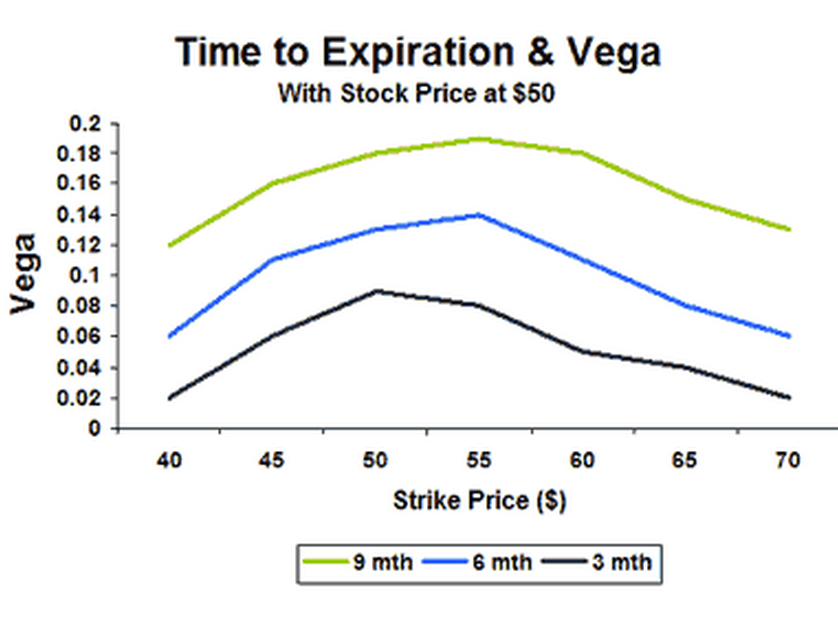 Time to Expiration & Vega
With Stock Price at $50
Vega
0.2
0.18
0.16
0.14
0.12
0.1
0.08
0.06
0.04
0.02
0
40 45 50 55 60 65 70
Strike Price ($)
9 mth 6 mth 3 mth